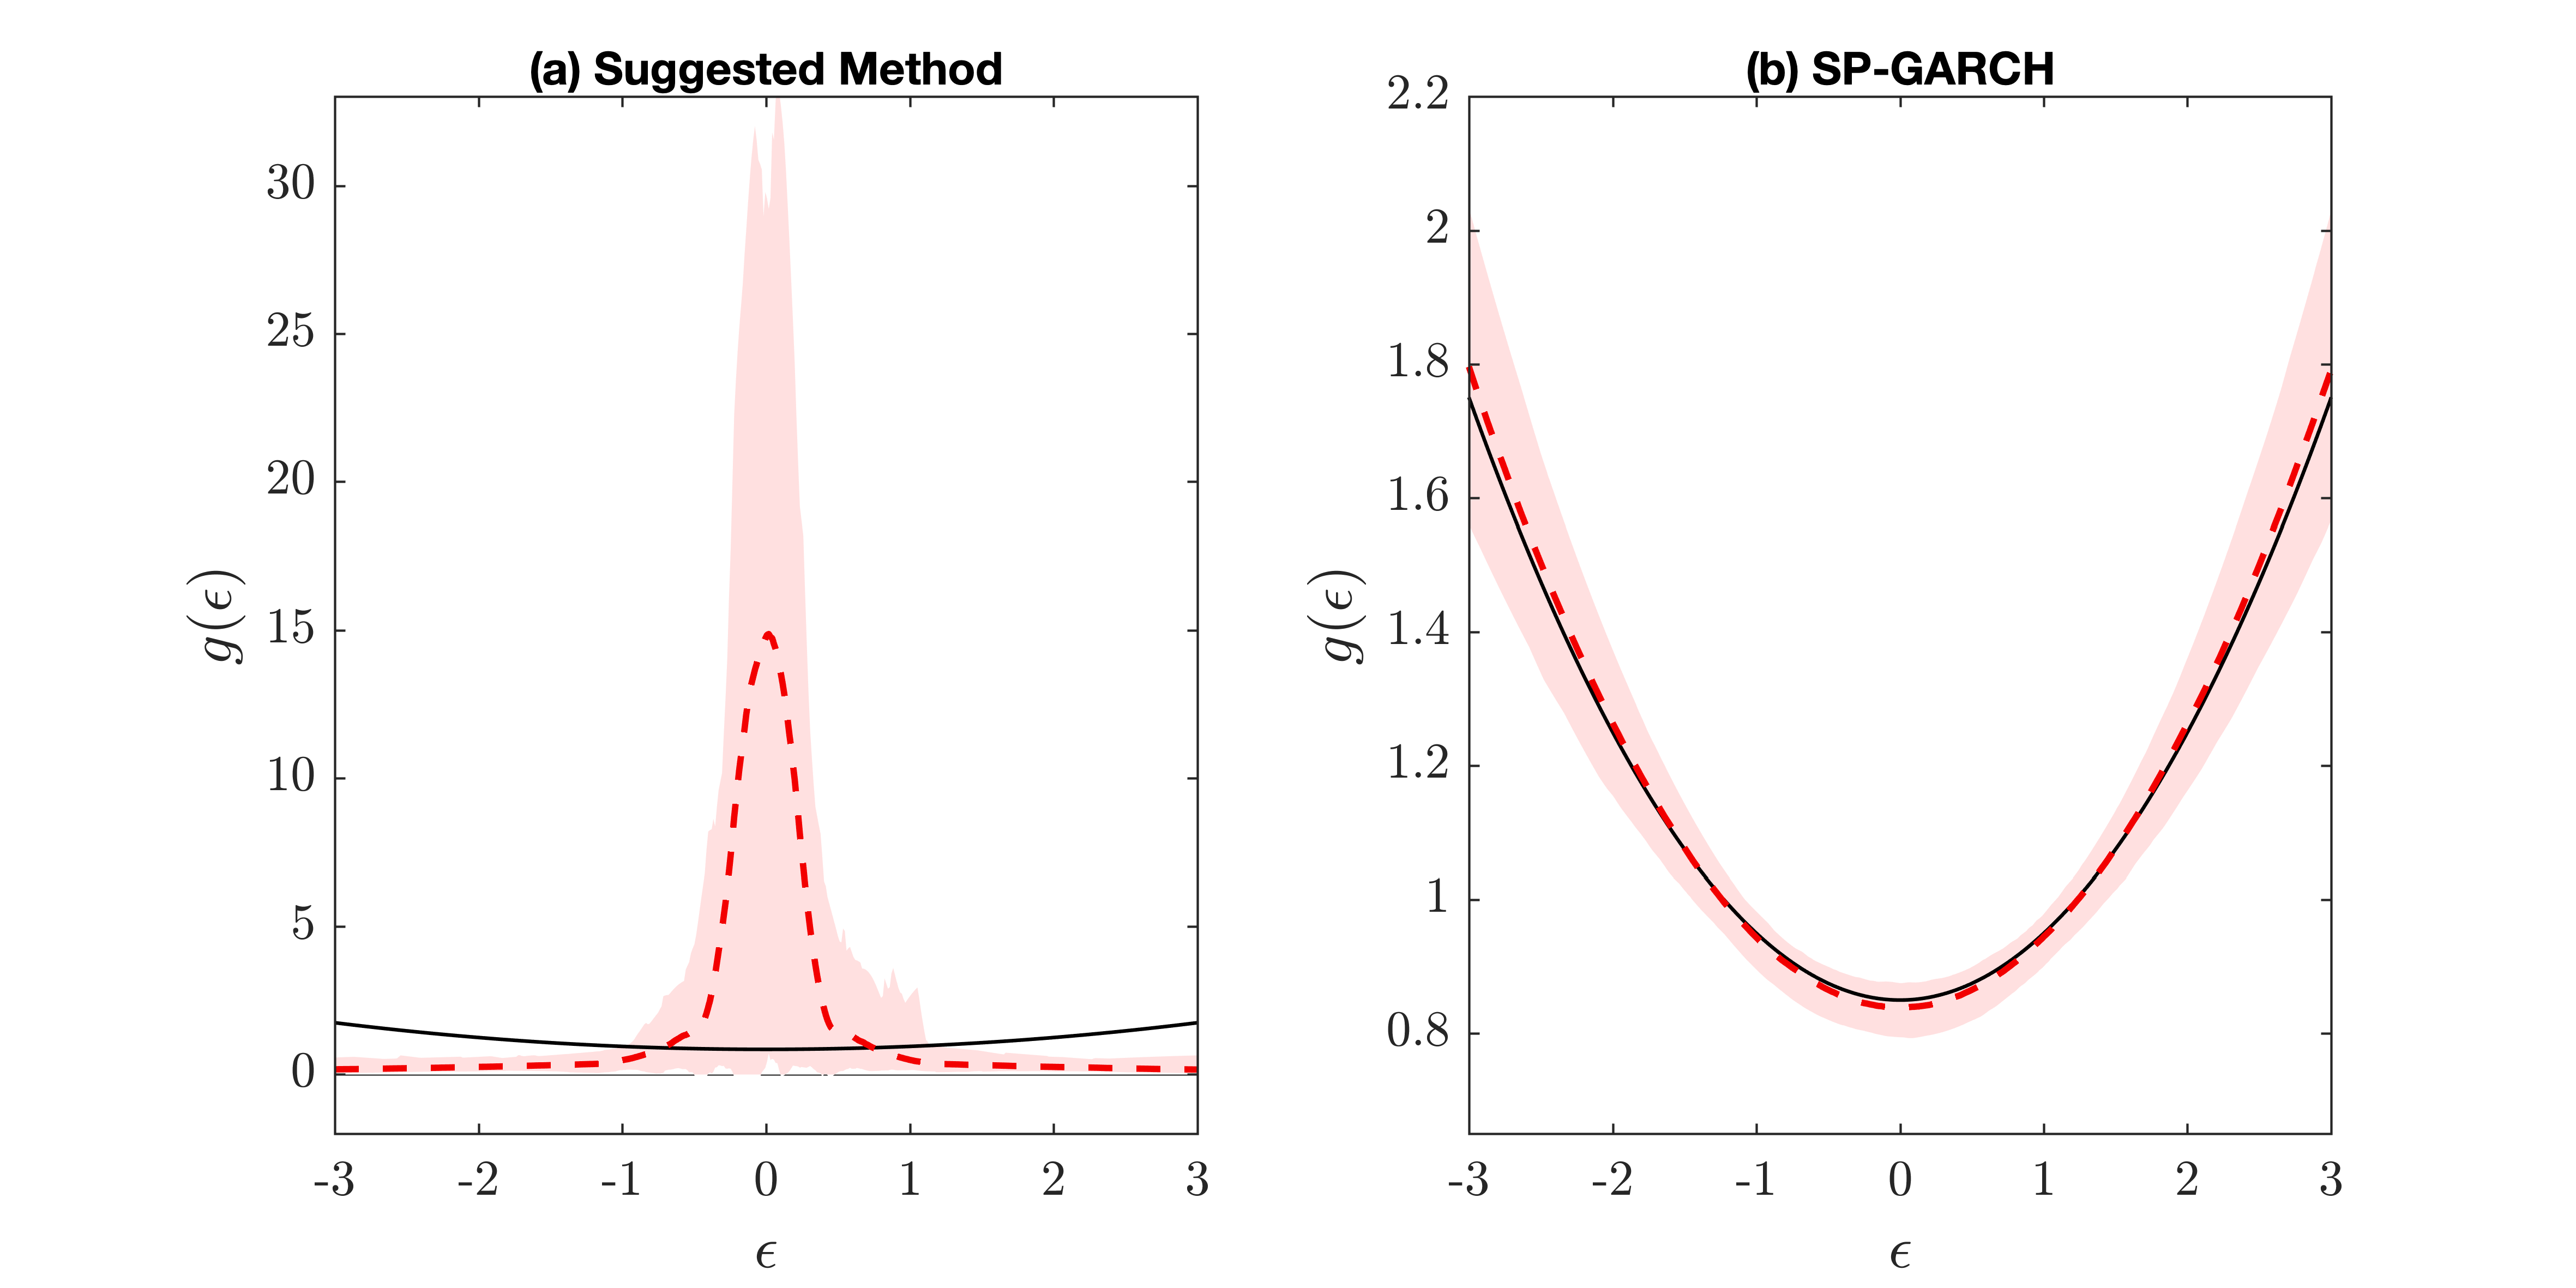 (a) Suggested Method
g(ϵ)
30
25
20
15
10
5
0
-3 -2 -1 0 1 2 3
ϵ
(b) SP-GARCH
g(ϵ)
2.2
2
1.8
1.6
1.4
1.2
1
0.8
-3 -2 -1 0 1 2 3
ϵ